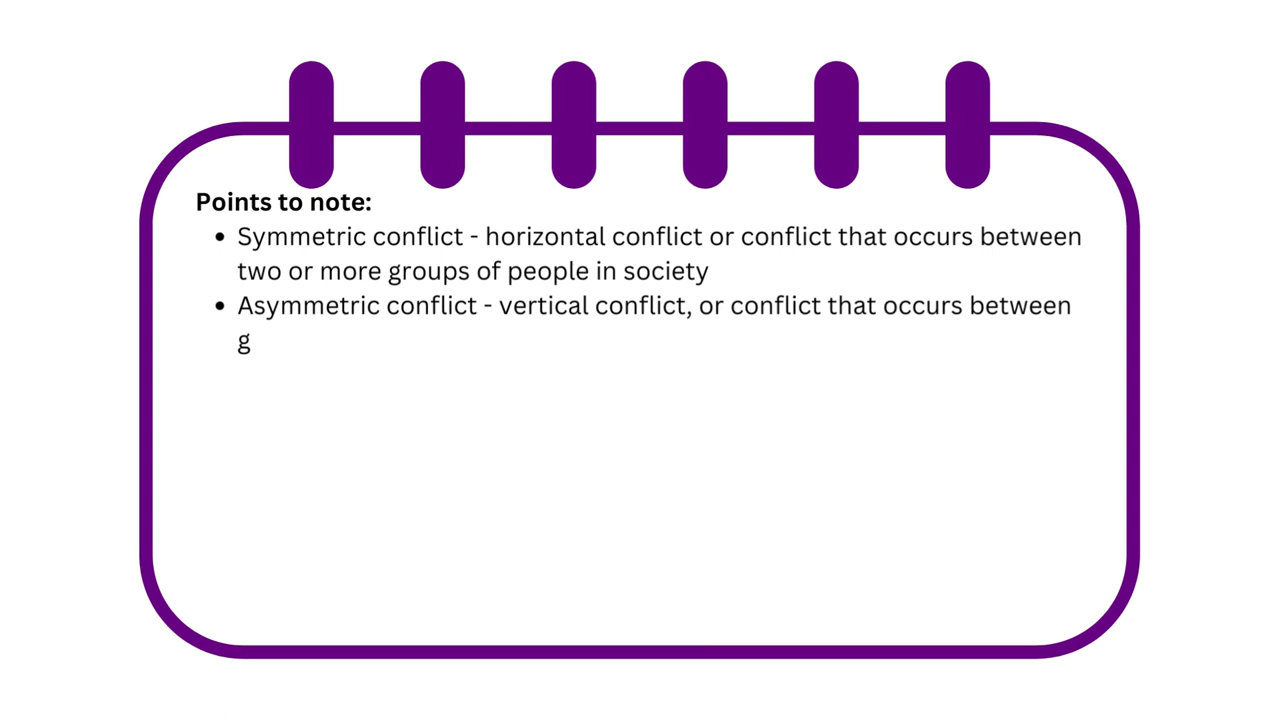 Points to note:
• Symmetric conflict - horizontal conflict or conflict that occurs between
two or more groups of people in society
• Asymmetric conflict - vertical conflict, or conflict that occurs between
g